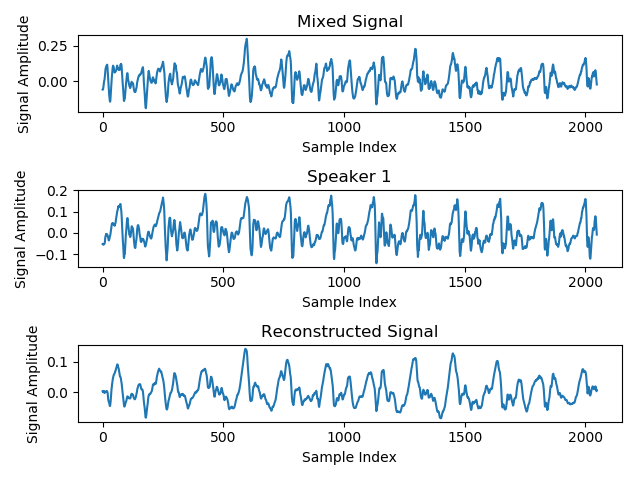 Mixed Signal
Signal Amplitude
0.25
0.00
0 500 1000 1500 2000
Sample Index
Speaker 1
Signal Amplitude
0.2
0.1
0.0
−0.1
0 500 1000 1500 2000
Sample Index
Reconstructed Signal
Signal Amplitude
0.1
0.0
0 500 1000 1500 2000
Sample Index